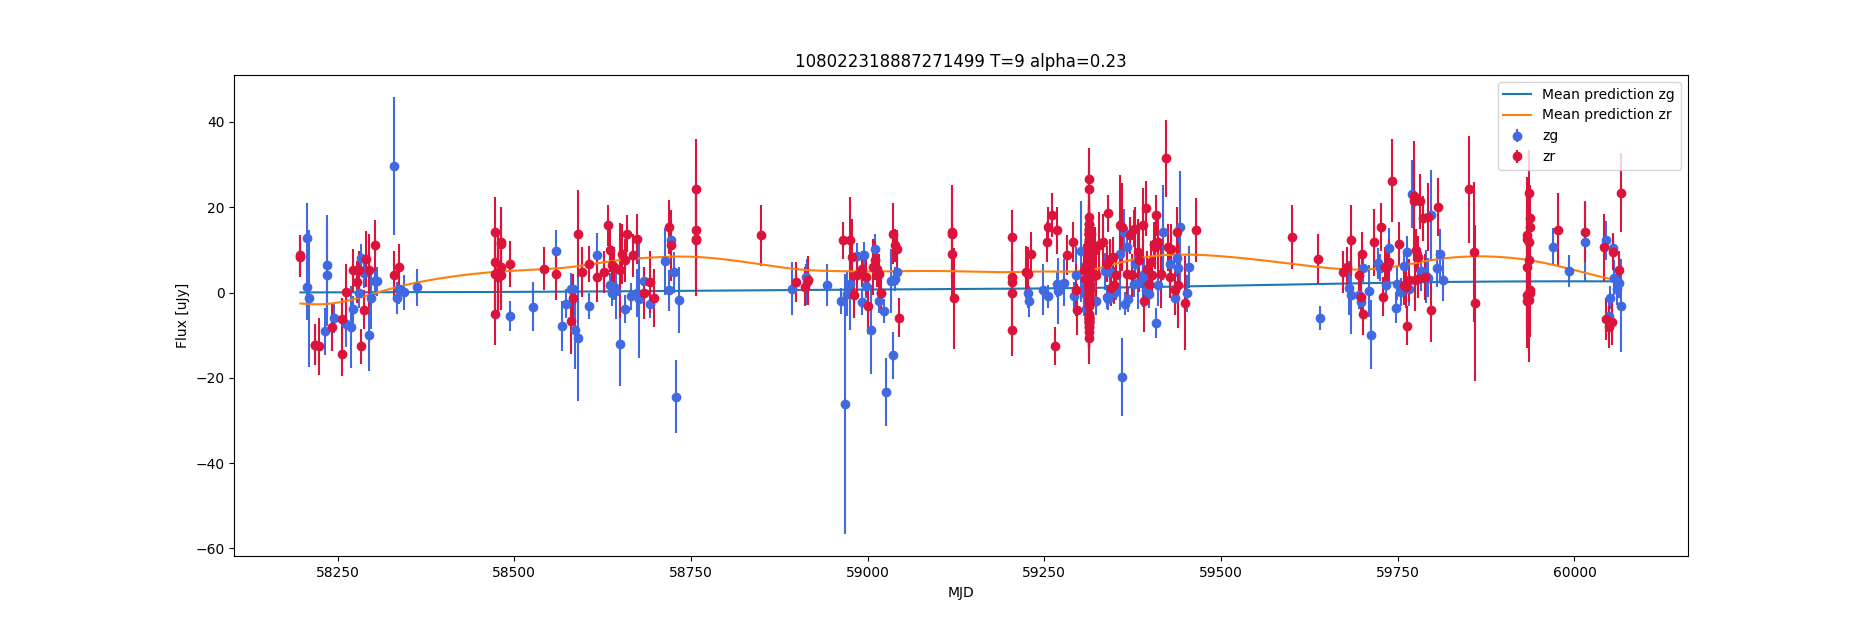 108022318887271499 T=9 alpha=0.23
Mean prediction zg
Mean prediction zr
zg
zr
Flux [uJy]
40
20
0
−20
−40
−60
58250 58500 58750 59000 59250 59500 59750 60000
MJD